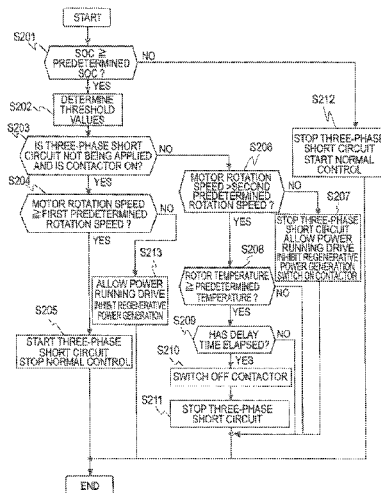 START
S201
SOC ≧
PREDETERMINED
SOC ?
NO
YES
S202
DETERMINE
THRESHOLD
VALUES
S212
STOP THREE-PHASE
SHORT CIRCUIT
START NORMAL
CONTROL
S203
IS THREE-PHASE SHORT
CIRCUIT NOT BEING APPLIED
AND IS CONTACTOR ON?
NO
YES
S204
MOTOR ROTATION SPEED
≧FIRST PREDETERMINED
ROTATION SPEED ?
NO
YES
S206
MOTOR ROTATION
SPEED >SECOND
PREDETERMINED
ROTATION SPEED ?
NO
YES
S207
STOP THREE-PHASE
SHORT CIRCUIT
ALLOW POWER
RUNNING DRIVE
INHIBIT REGENERATIVE
POWER GENERATION
SWITCH ON CONTACTOR
S213
ALLOW POWER
RUNNING DRIVE
INHIBIT REGENERATIVE
POWER GENERATION
S208
ROTOR TEMPERATURE
≧ PREDETERMINED
TEMPERATURE ?
NO
YES
S205
START THREE-PHASE
SHORT CIRCUIT
STOP NORMAL CONTROL
S209
HAS DELAY
TIME ELAPSED?
NO
YES
S210
SWITCH OFF CONTACTOR
S211
STOP THREE-PHASE
SHORT CIRCUIT
END